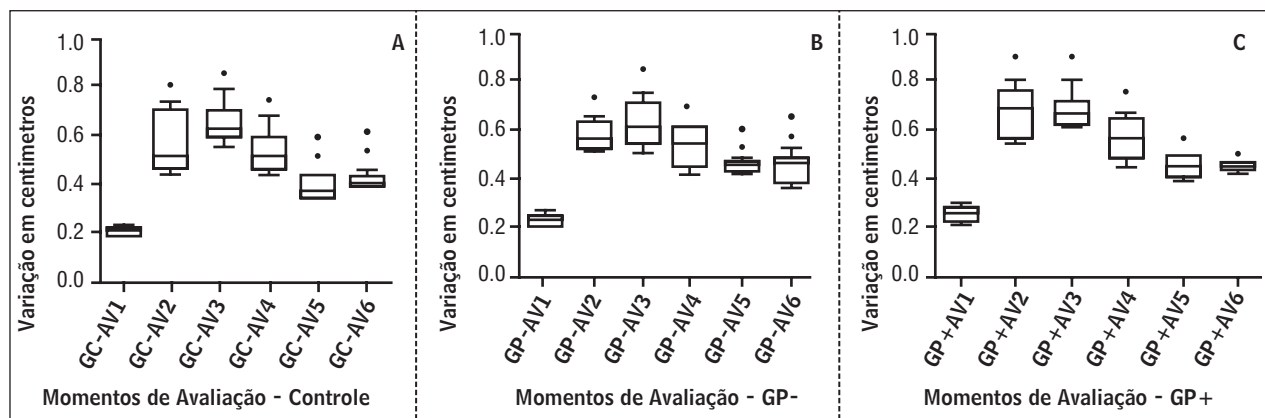 A
Variação em centímetros
1.0
0.8
0.6
0.4
0.2
0.0
GC-AV1
GC-AV2
GC-AV3
GC-AV4
GC-AV5
GC-AV6
Momentos de Avaliação - Controle
B
Variação em centímetros
1.0
0.8
0.6
0.4
0.2
0.0
GP-AV1
GP-AV2
GP-AV3
GP-AV4
GP-AV5
GP-AV6
Momentos de Avaliação - GP-
C
Variação em centímetros
1.0
0.8
0.6
0.4
0.2
0.0
GP+AV1
GP+AV2
GP+AV3
GP+AV4
GP+AV5
GP+AV6
Momentos de Avaliação - GP+